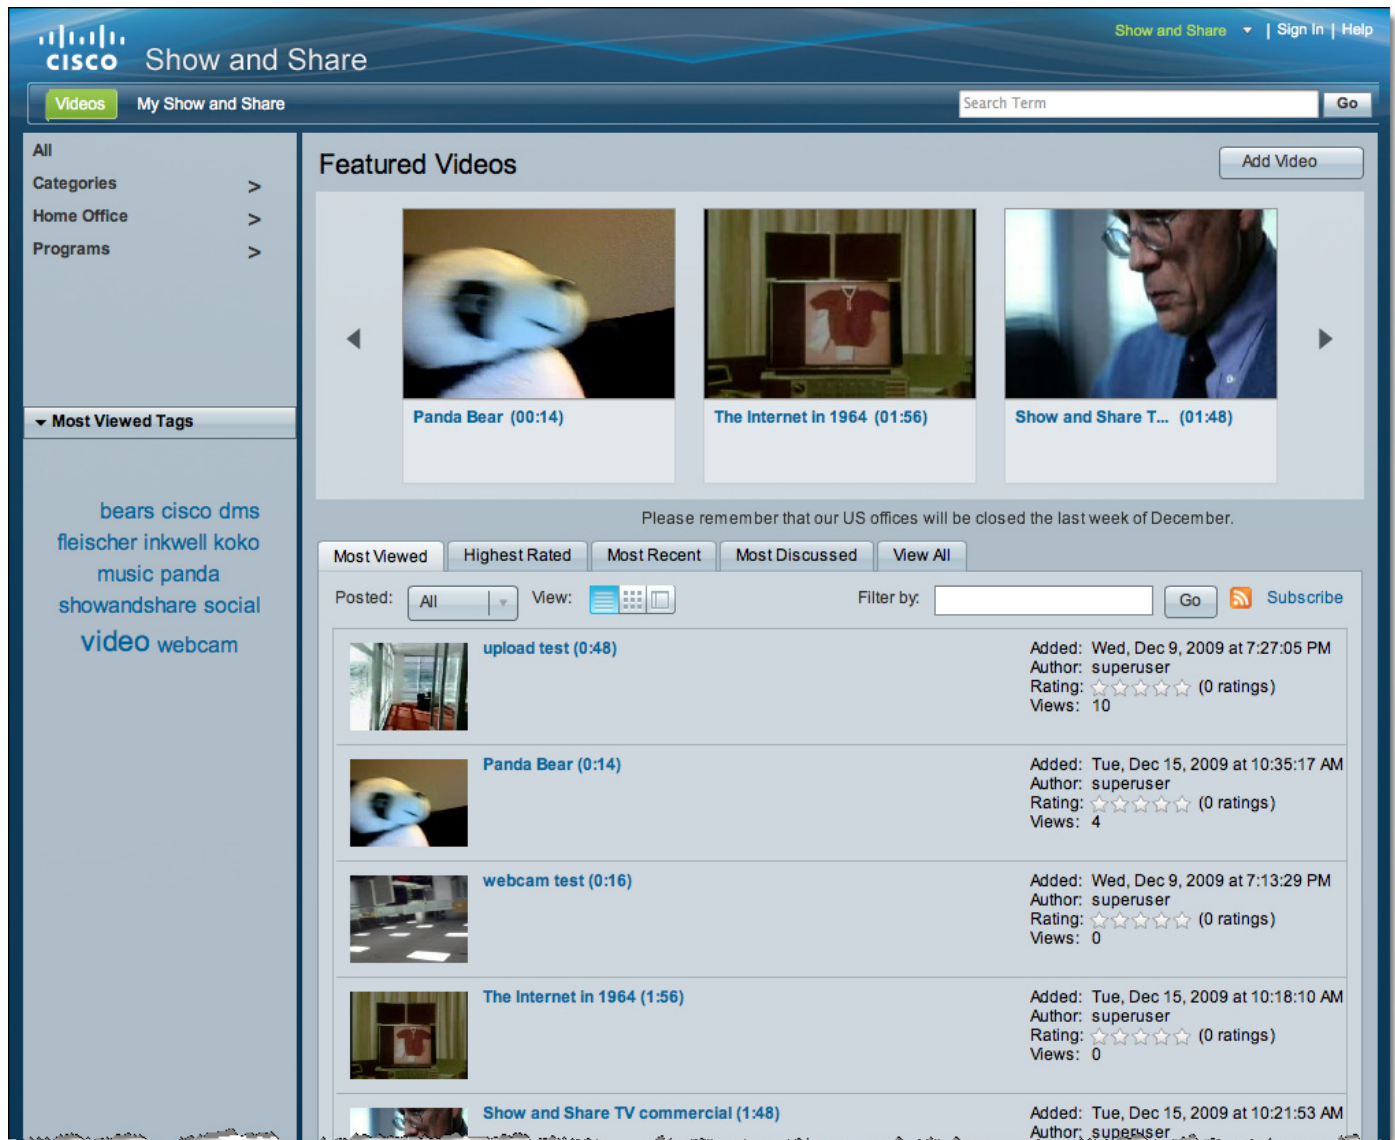 Show and Share | Sign In | Help
CISCO Show and Share
Videos My Show and Share Search Term Go
All
Categories >
Home Office >
Programs >
Most Viewed Tags
bears cisco dms
fleischer inkwell koko
music panda
showandshare social
video webcam
Featured Videos Add Video
Panda Bear (00:14) The Internet in 1964 (01:56) Show and Share T... (01:48)
Please remember that our US offices will be closed the last week of December.
Most Viewed Highest Rated Most Recent Most Discussed View All
Posted: All View: Filter by: Go Subscribe
upload test (0:48)
Added: Wed, Dec 9, 2009 at 7:27:05 PM
Author: superuser
Rating: (0 ratings)
Views: 10
Panda Bear (0:14)
Added: Tue, Dec 15, 2009 at 10:35:17 AM
Author: superuser
Rating: (0 ratings)
Views: 4
webcam test (0:16)
Added: Wed, Dec 9, 2009 at 7:13:29 PM
Author: superuser
Rating: (0 ratings)
Views: 0
The Internet in 1964 (1:56)
Added: Tue, Dec 15, 2009 at 10:18:10 AM
Author: superuser
Rating: (0 ratings)
Views: 0
Show and Share TV commercial (1:48)
Added: Tue, Dec 15, 2009 at 10:21:53 AM
Author: superuser